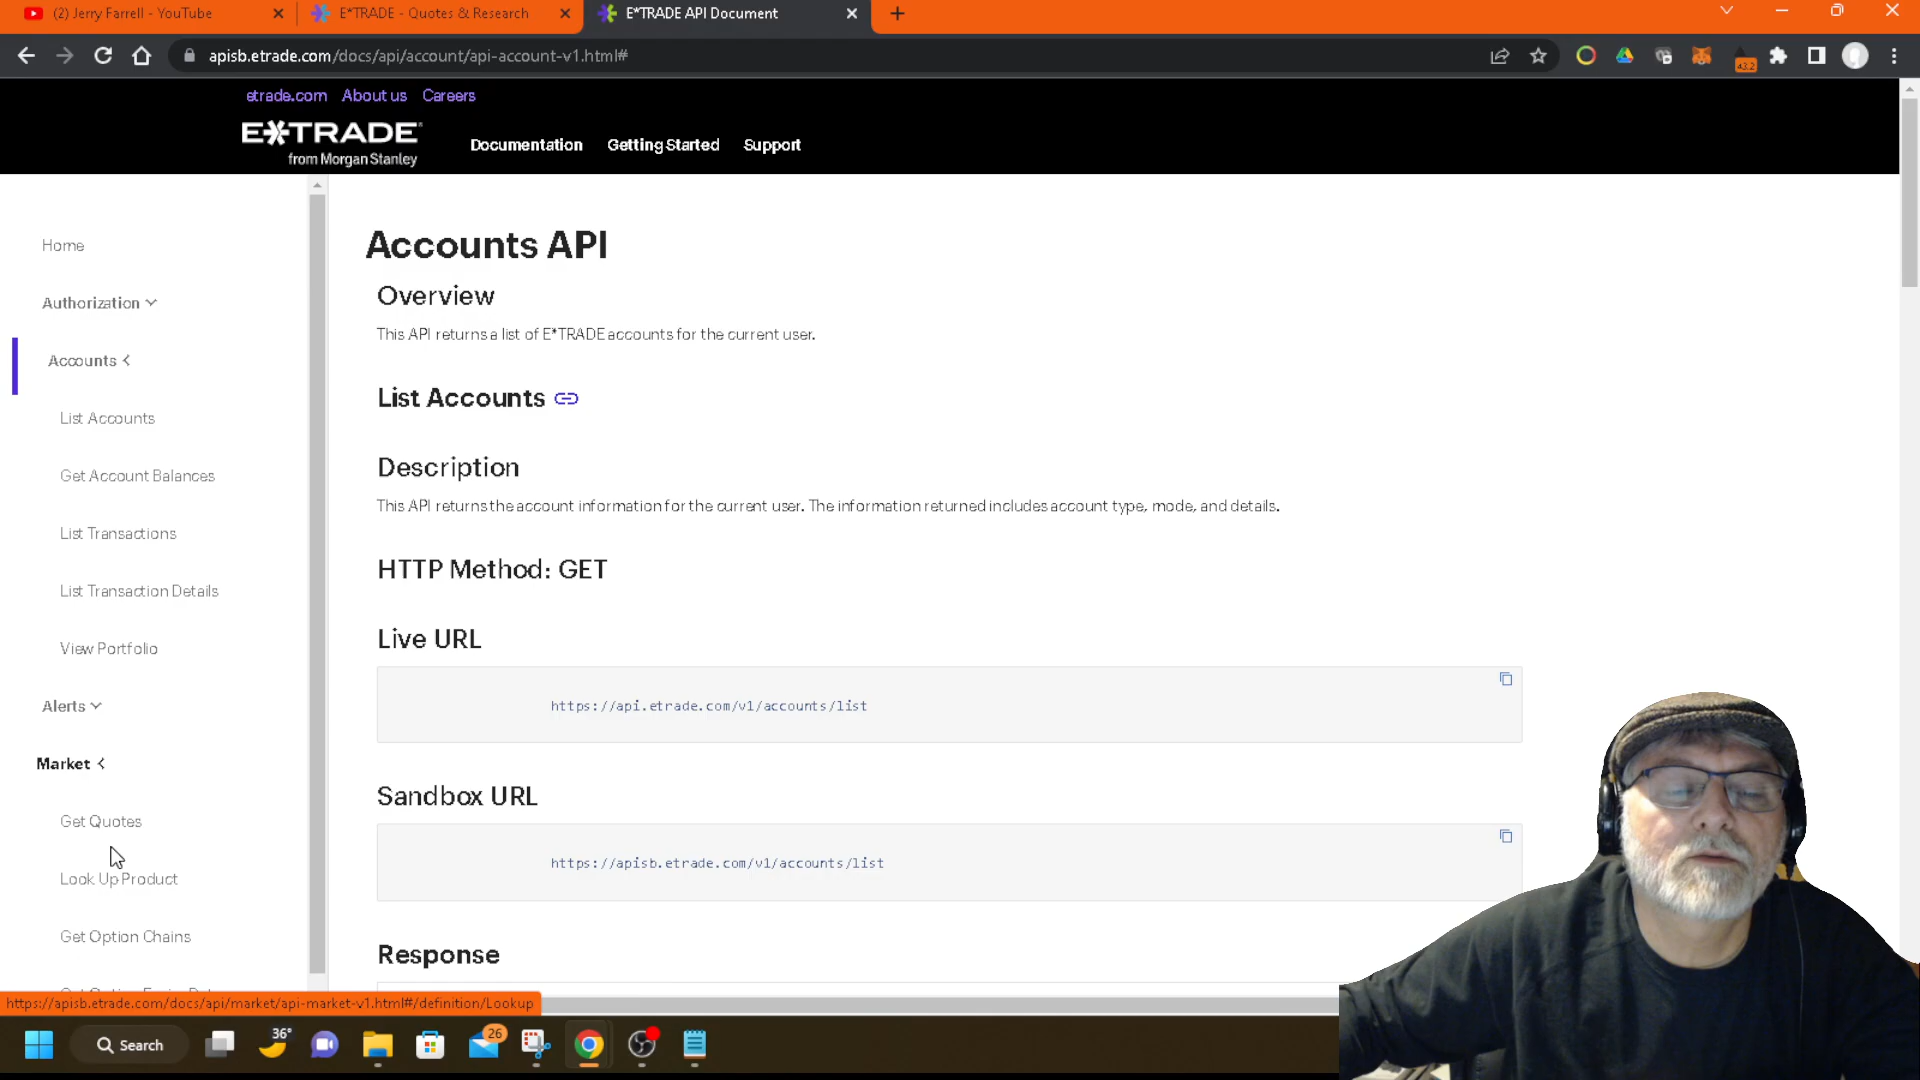 (2) Jerry Farrell - YouTube
E*TRADE - Quotes & Research
E*TRADE API Document
apisb.etrade.com/docs/api/account/api-account-v1.html#
43.2
etrade.com About us Careers
E*TRADE
from Morgan Stanley
Documentation Getting Started Support
Home
Authorization
Accounts
List Accounts
Get Account Balances
List Transactions
List Transaction Details
View Portfolio
Alerts
Market
Get Quotes
Look Up Product
Get Option Chains
Accounts API
Overview
This API returns a list of E*TRADE accounts for the current user.
List Accounts
Description
This API returns the account information for the current user. The information returned includes account type, mode, and details.
HTTP Method: GET
Live URL
https://api.etrade.com/v1/accounts/list
Sandbox URL
https://apisb.etrade.com/v1/accounts/list
Response
https://apisb.etrade.com/docs/api/market/api-market-v1.html#/definition/Lookup
Search
36°
26